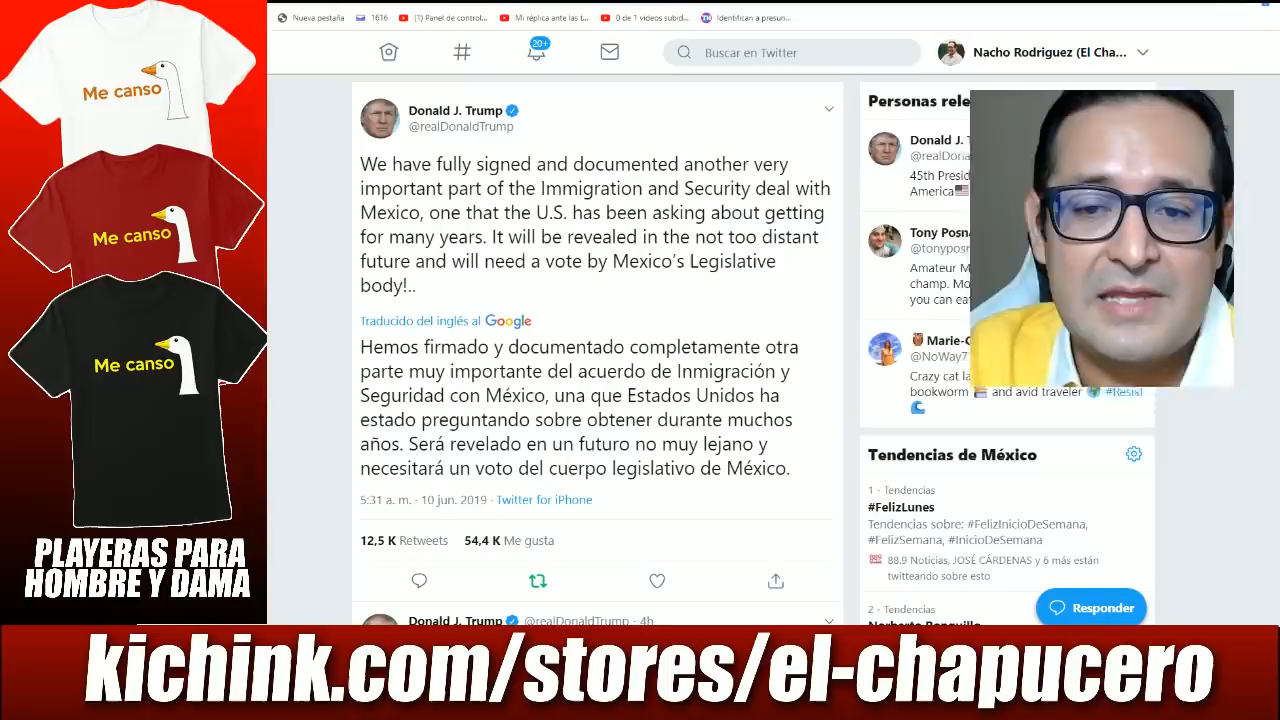 Nueva pestaña
1616
(1) Panel de control...
Mi réplica ante las t...
0 de 1 videos subid...
Identifican a presun...
20+
Buscar en Twitter
Nacho Rodriguez (El Cha...
Me canso
Me canso
Me canso
PLAYERAS PARA
HOMBRE Y DAMA
Donald J. Trump
@realDonaldTrump
We have fully signed and documented another very
important part of the Immigration and Security deal with
Mexico, one that the U.S. has been asking about getting
for many years. It will be revealed in the not too distant
future and will need a vote by Mexico’s Legislative
body!..
Traducido del inglés al Google
Hemos firmado y documentado completamente otra
parte muy importante del acuerdo de Inmigración y
Seguridad con México, una que Estados Unidos ha
estado preguntando sobre obtener durante muchos
años. Será revelado en un futuro no muy lejano y
necesitará un voto del cuerpo legislativo de México.
5:31 a. m. · 10 jun. 2019 · Twitter for iPhone
12,5 K Retweets 54,4 K Me gusta
Donald J. Trump @realDonaldTrump · 4h
Personas rele
Donald J. T
@realDona
45th Presid
America
Tony Posn
@tonyposn
Amateur M
champ. Mo
you can ea
Marie-C
@NoWay7
Crazy cat la
bookworm and avid traveler #Resist
Tendencias de México
1 · Tendencias
#FelizLunes
Tendencias sobre: #FelizInicioDeSemana,
#FelizSemana, #InicioDeSemana
88.9 Noticias, JOSÉ CÁRDENAS y 6 más están
twitteando sobre esto
2 · Tendencias
Norberto Ronquillo
Responder
kichink.com/stores/el-chapucero